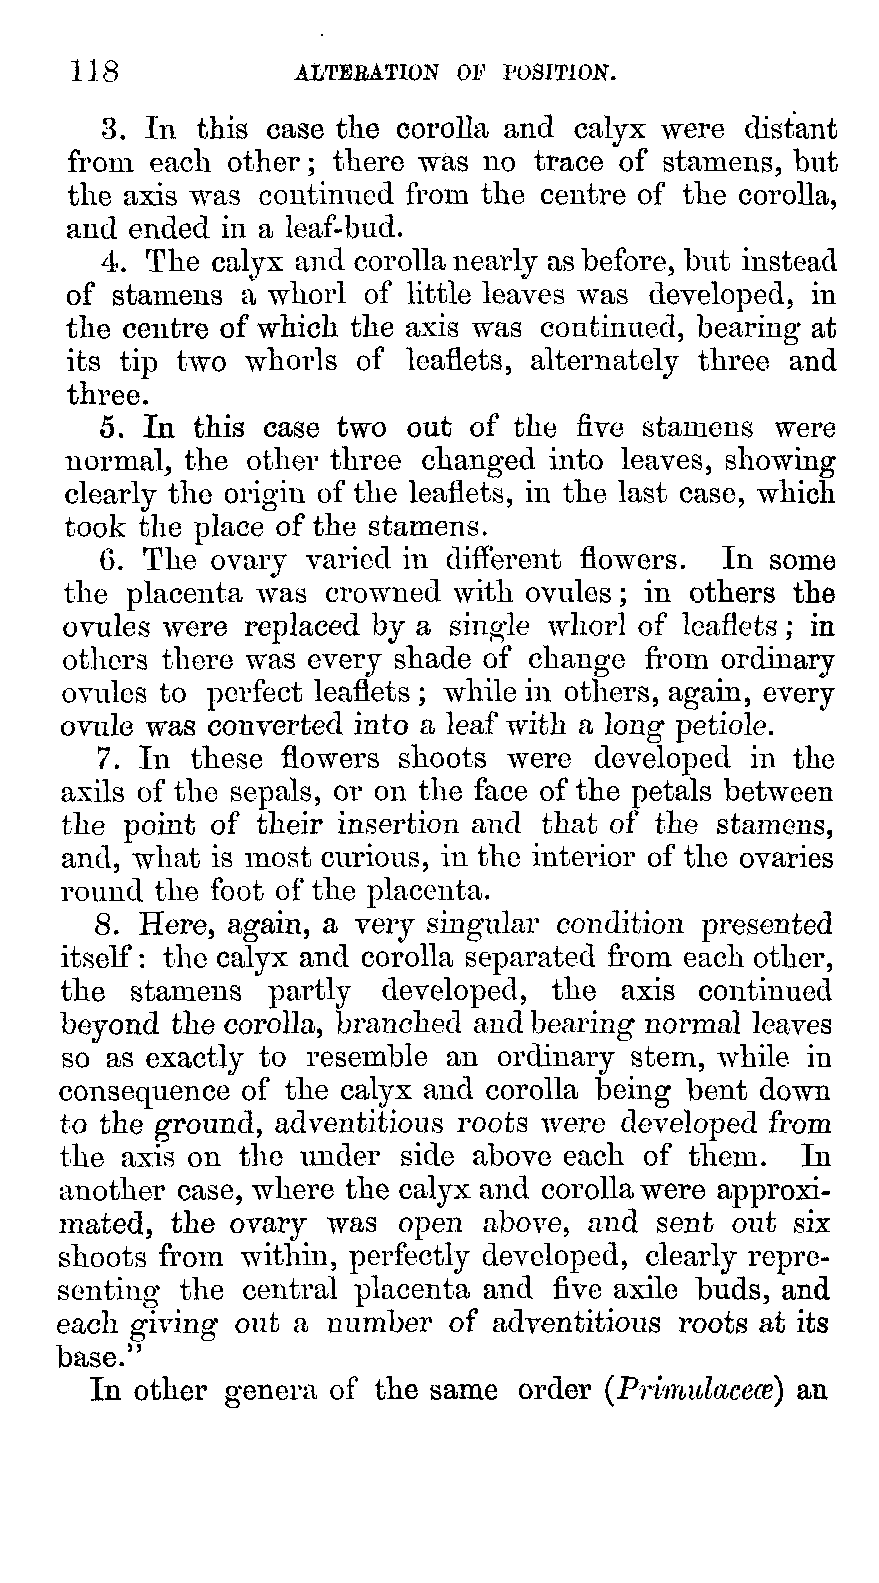 118 ALTERATION OF POSITION.
3. In this case the corolla and calyx were distant
from each other; there was no trace of stamens, but
the axis was continued from the centre of the corolla,
and ended in a leaf-bud.
4. The calyx and corolla nearly as before, but instead
of stamens a whorl of little leaves was developed, in
the centre of which the axis was continued, bearing at
its tip two whorls of leaflets, alternately three and
three.
5. In this case two out of the five stamens were
normal, the other three changed into leaves, showing
clearly the origin of the leaflets, in the last case, which
took the place of the stamens.
6. The ovary varied in different flowers. In some
the placenta was crowned with ovules; in others the
ovules were replaced by a single whorl of leaflets; in
others there was every shade of change from ordinary
ovules to perfect leaflets; while in others, again, every
ovule was converted into a leaf with a long petiole.
7. In these flowers shoots were developed in the
axils of the sepals, or on the face of the petals between
the point of their insertion and that of the stamens,
and, what is most curious, in the interior of the ovaries
round the foot of the placenta.
8. Here, again, a very singular condition presented
itself: the calyx and corolla separated from each other,
the stamens partly developed, the axis continued
beyond the corolla, branched and bearing normal leaves
so as exactly to resemble an ordinary stem, while in
consequence of the calyx and corolla being bent down
to the ground, adventitious roots were developed from
the axis on the under side above each of them. In
another case, where the calyx and corolla were approxi-
mated, the ovary was open above, and sent out six
shoots from within, perfectly developed, clearly repre-
senting the central placenta and five axile buds, and
each giving out a number of adventitious roots at its
base."
In other genera of the same order (Primulaceæ) an